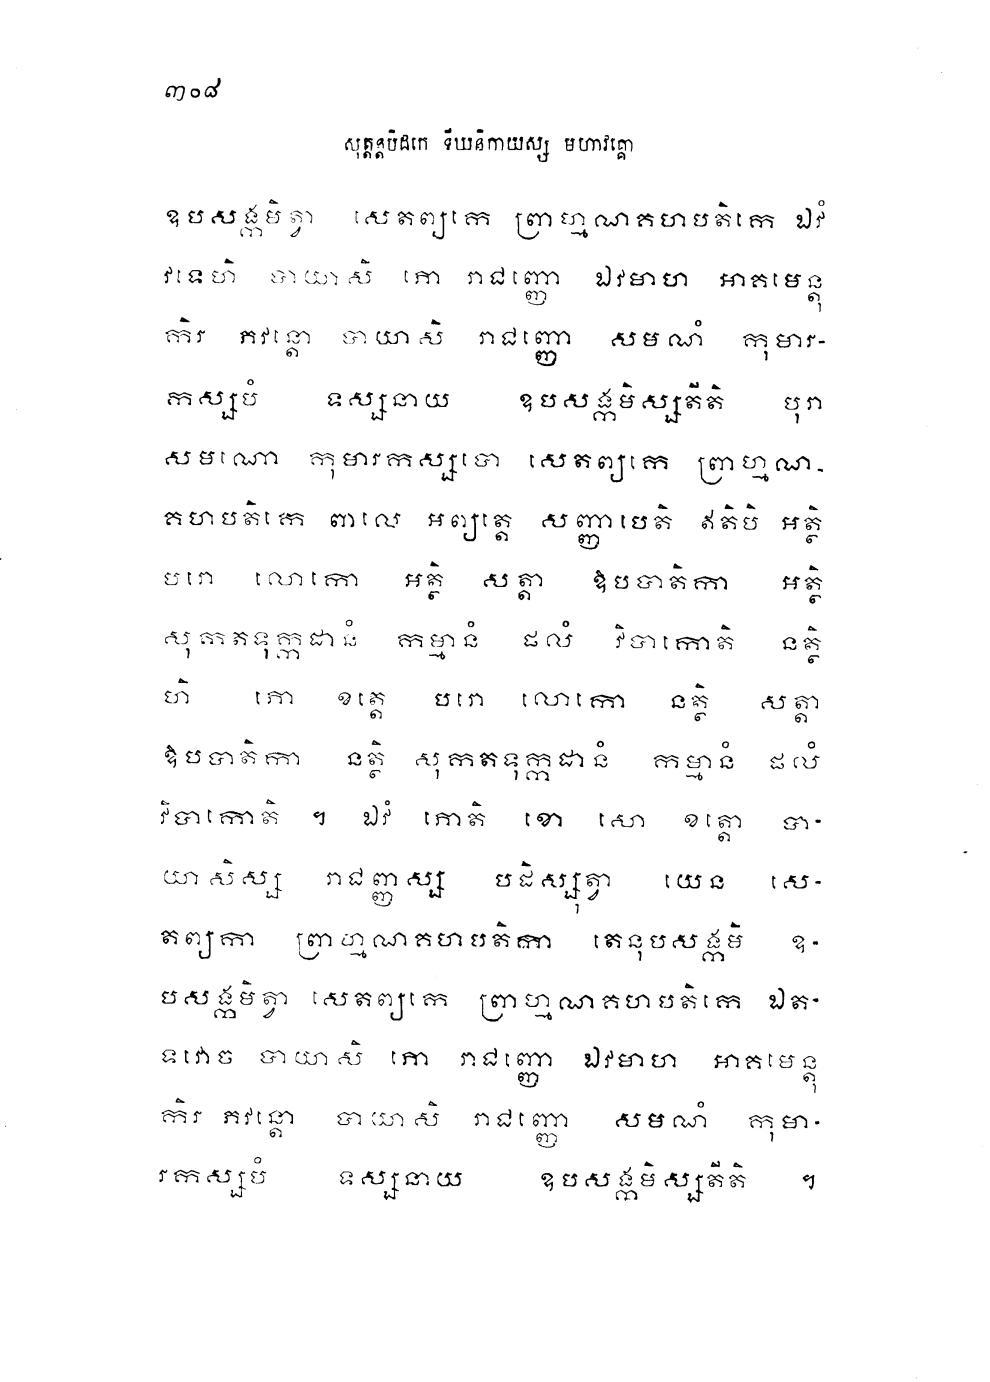 ៣០៨
សុត្តន្តបិដកេ ទីឃនិកាយស្ស មហាវគ្គោ
ឧបសង្កមិត្វា សេតព្យកេ ព្រាហ្មណគហបតិកេ ឯវំ
វទេហិ បាយាសិ ភោ រាជញ្ញោ ឯវមាហ អាគមេន្តុ
កិរ ភវន្តោ បាយាសិ រាជញ្ញោ សមណំ កុមារ-
កស្សបំ ទស្សនាយ ឧបសង្កមិស្សតីតិ បុរា
សមណោ កុមារកស្សបោ សេតព្យកេ ព្រាហ្មណ-
គហបតិកេ ពាលេ អព្យត្តេ សញ្ញាបេតិ ឥតិបិ អត្ថិ
បរោ លោកោ អត្ថិ សត្តា ឱបបាតិកា អត្ថិ
សុកតទុក្កដានំ កម្មានំ ផលំ វិបាកោតិ នត្ថិ
ហិ ភោ ខត្តេ បរោ លោកោ នត្ថិ សត្តា
ឱបបាតិកា នត្ថិ សុកតទុក្កដានំ កម្មានំ ផលំ
វិបាកោតិ ។ ឯវំ ភោតិ ខោ សោ ខត្តោ បា-
យាសិស្ស រាជញ្ញស្ស បដិស្សុត្វា យេន សេ-
តព្យកា ព្រាហ្មណគហបតិកា តេនុបសង្កមិ ឧ-
បសង្កមិត្វា សេតព្យកេ ព្រាហ្មណគហបតិកេ ឯត-
ទវោច បាយាសិ ភោ រាជញ្ញោ ឯវមាហ អាគមេន្តុ
កិរ ភវន្តោ បាយាសិ រាជញ្ញោ សមណំ កុមា-
រកស្សបំ ទស្សនាយ ឧបសង្កមិស្សតីតិ ។